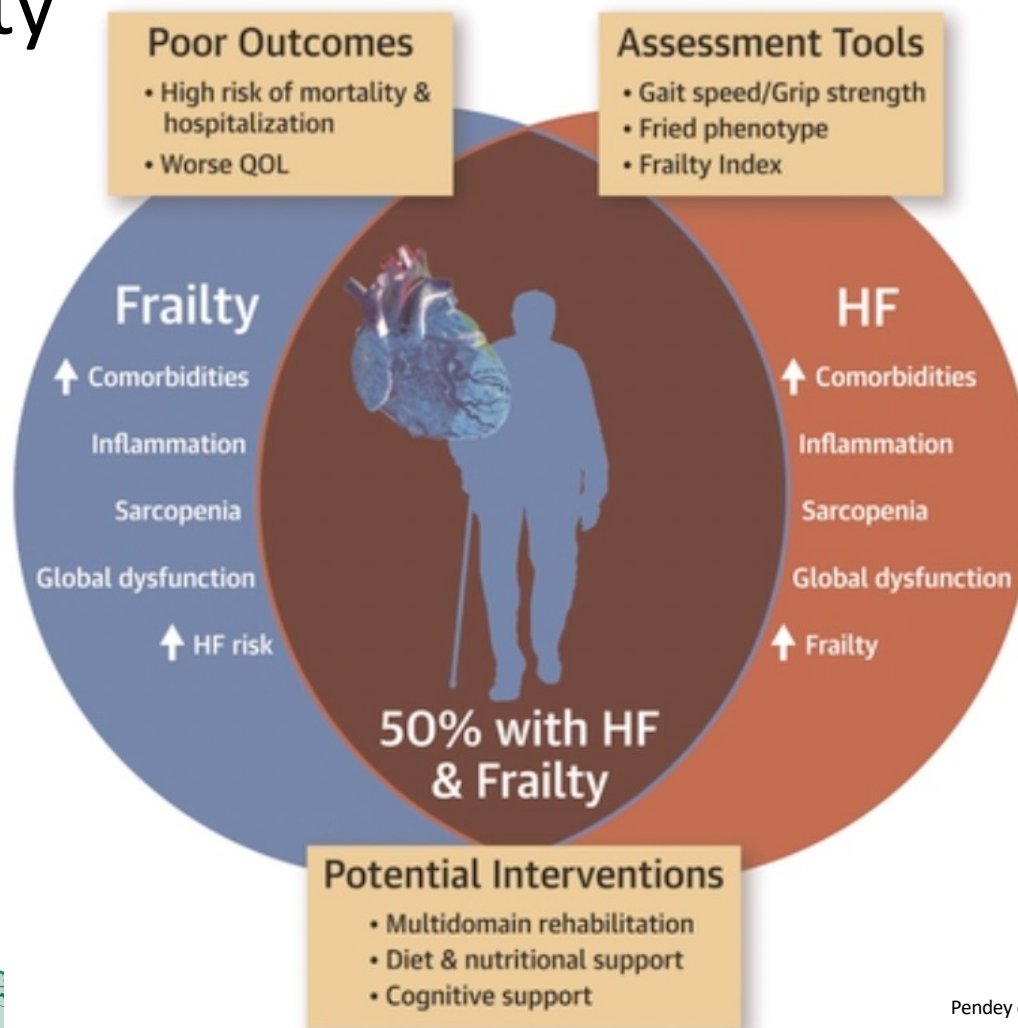 Poor Outcomes
• High risk of mortality &
hospitalization
• Worse QOL
Assessment Tools
• Gait speed/Grip strength
• Fried phenotype
• Frailty Index
Frailty
↑ Comorbidities
Inflammation
Sarcopenia
Global dysfunction
↑ HF risk
HF
↑ Comorbidities
Inflammation
Sarcopenia
Global dysfunction
↑ Frailty
50% with HF
& Frailty
Potential Interventions
• Multidomain rehabilitation
• Diet & nutritional support
• Cognitive support
Pendey